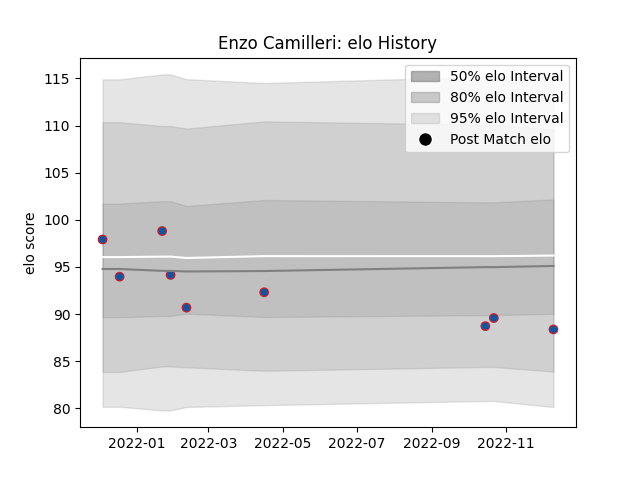 Enzo Camilleri: elo History
50% elo Interval
80% elo Interval
95% elo Interval
Post Match elo
elo score
115
110
105
100
95
90
85
80
2022-01
2022-03
2022-05
2022-07
2022-09
2022-11